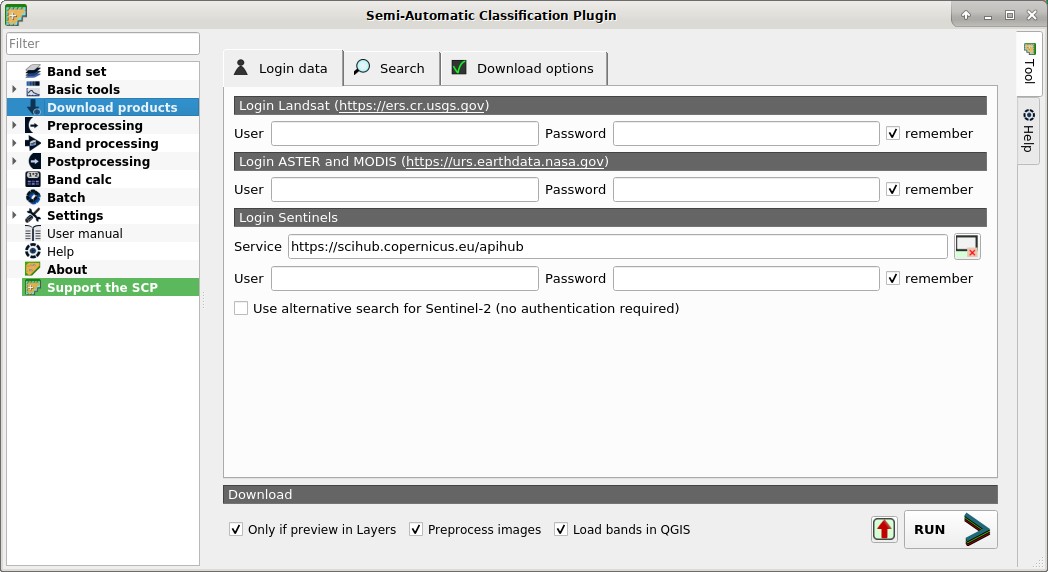 Semi-Automatic Classification Plugin
Filter
Band set
Basic tools
Download products
Preprocessing
Band processing
Postprocessing
Band calc
Batch
Settings
User manual
Help
About
Support the SCP
Login data
Search
Download options
Login Landsat (https://ers.cr.usgs.gov)
User Password remember
Login ASTER and MODIS (https://urs.earthdata.nasa.gov)
User Password remember
Login Sentinels
Service https://scihub.copernicus.eu/apihub
User Password remember
Use alternative search for Sentinel-2 (no authentication required)
Download
Only if preview in Layers Preprocess images Load bands in QGIS RUN
Tool
Help